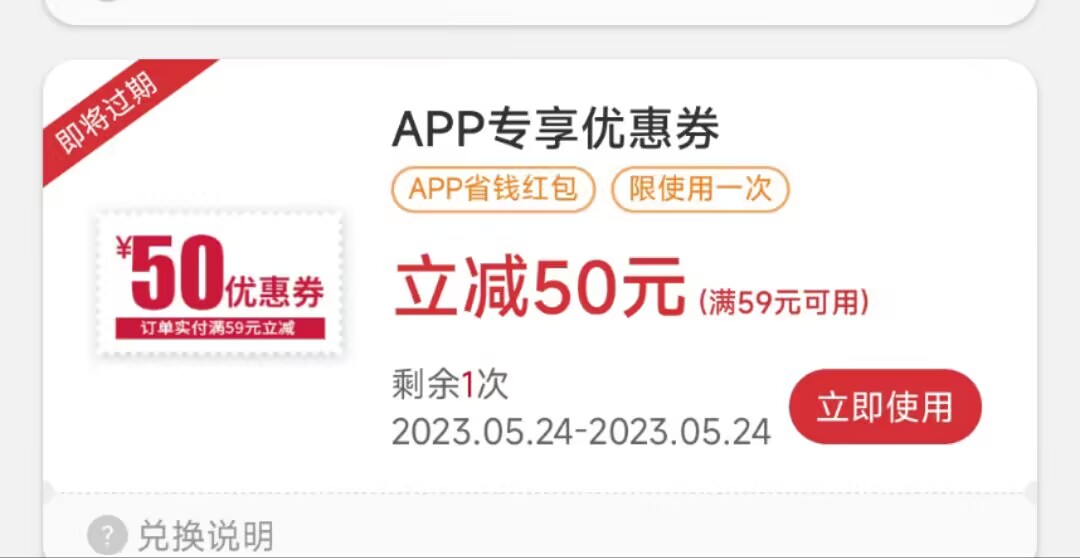 即将过期
APP专享优惠券
APP省钱红包 限使用一次
¥50优惠券
订单实付满59元立减
立减50元(满59元可用)
剩余1次
2023.05.24-2023.05.24
立即使用
? 兑换说明